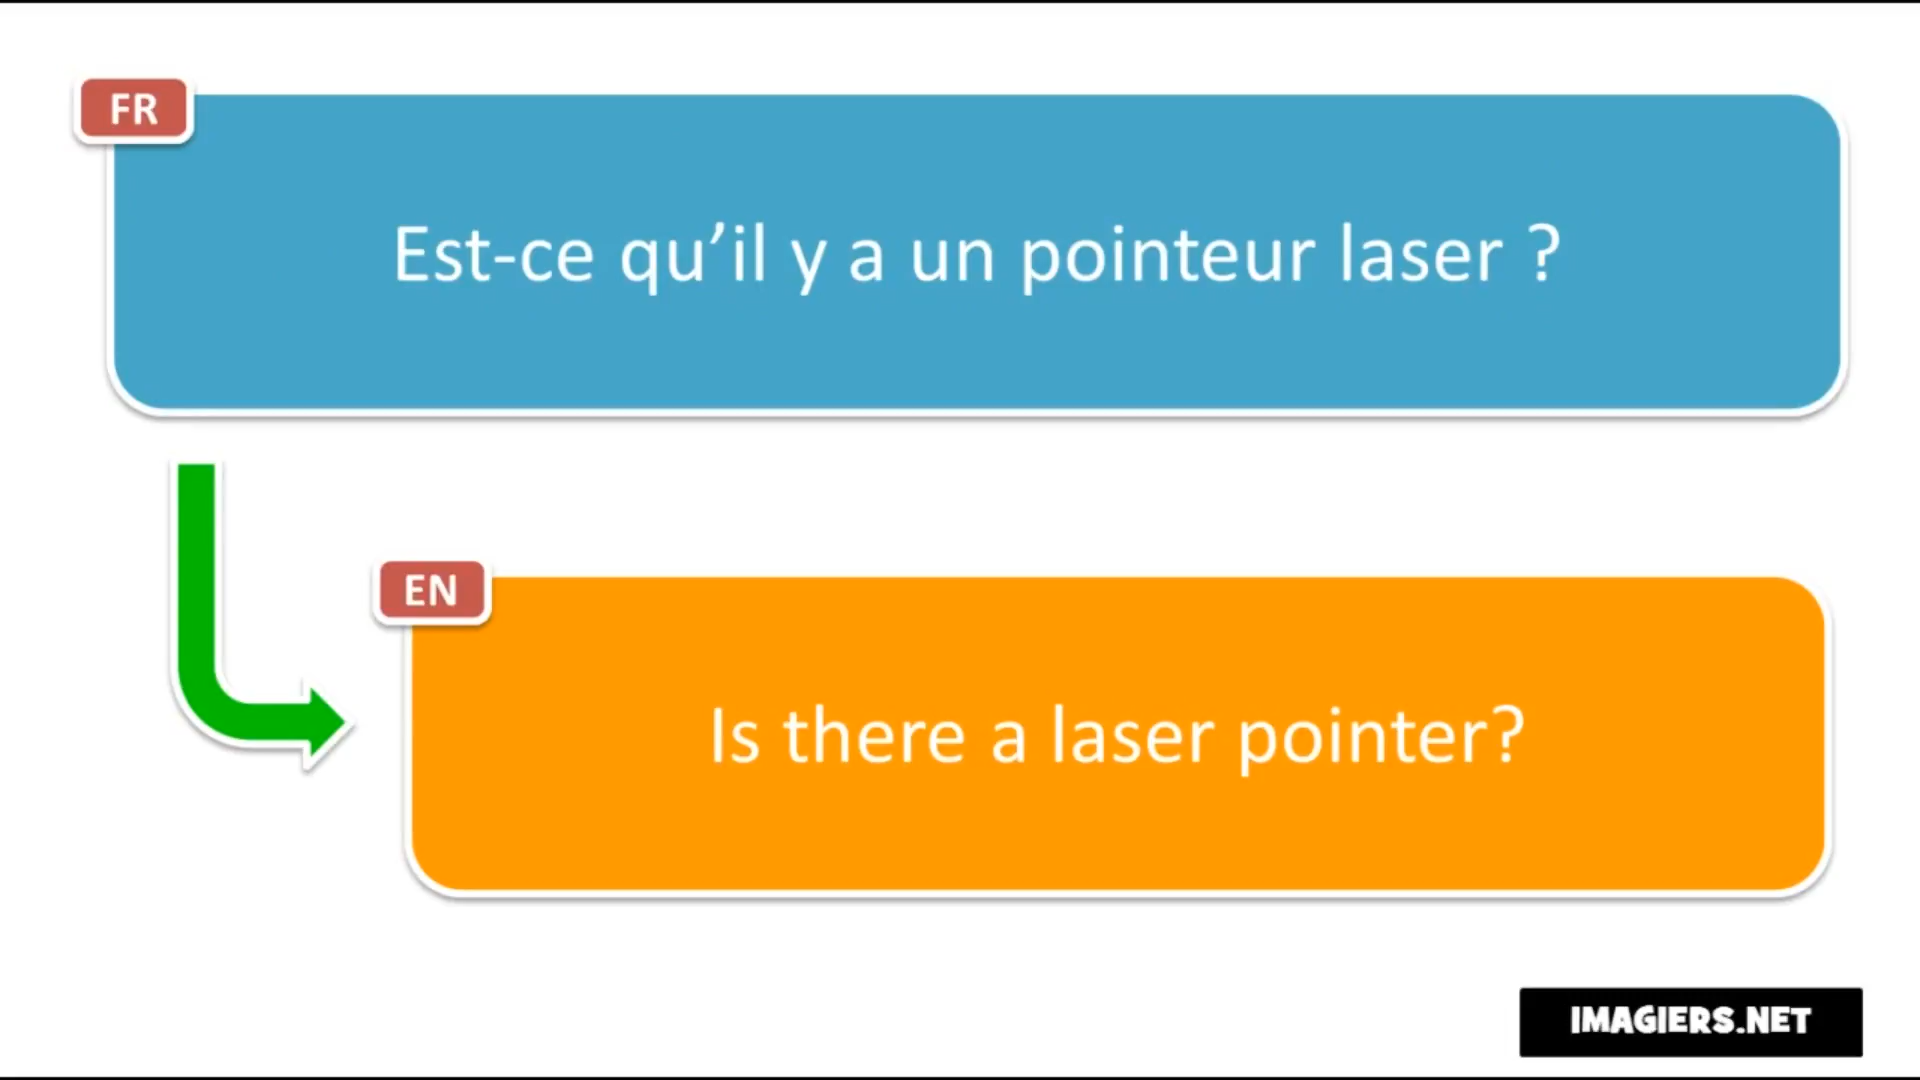 FR
Est-ce qu’il y a un pointeur laser ?
EN
Is there a laser pointer?
IMAGIERS.NET